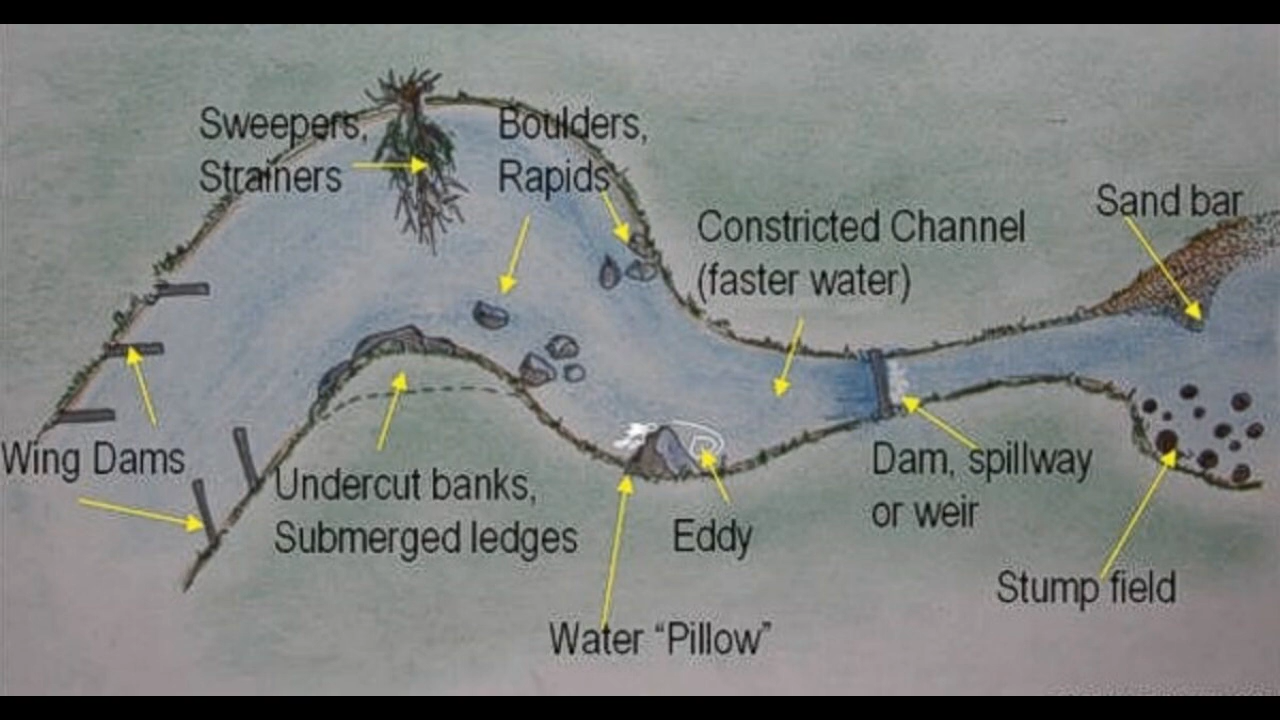 Sweepers,
Strainers
Boulders,
Rapids
Constricted Channel
(faster water)
Sand bar
Wing Dams
Undercut banks,
Submerged ledges
Eddy
Dam, spillway
or weir
Stump field
Water “Pillow”